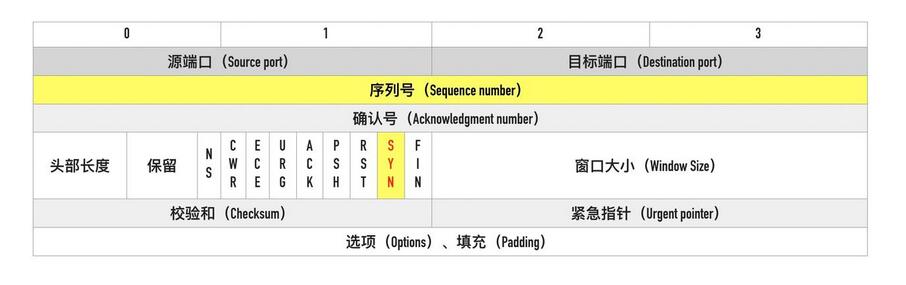 0 1 2 3
源端口（Source port） 目标端口（Destination port）
序列号（Sequence number）
确认号（Acknowledgment number）
头部长度 保留 NS CWR ECE URG ACK PSH RST SYN FIN 窗口大小（Window Size）
校验和（Checksum） 紧急指针（Urgent pointer）
选项（Options）、填充（Padding）